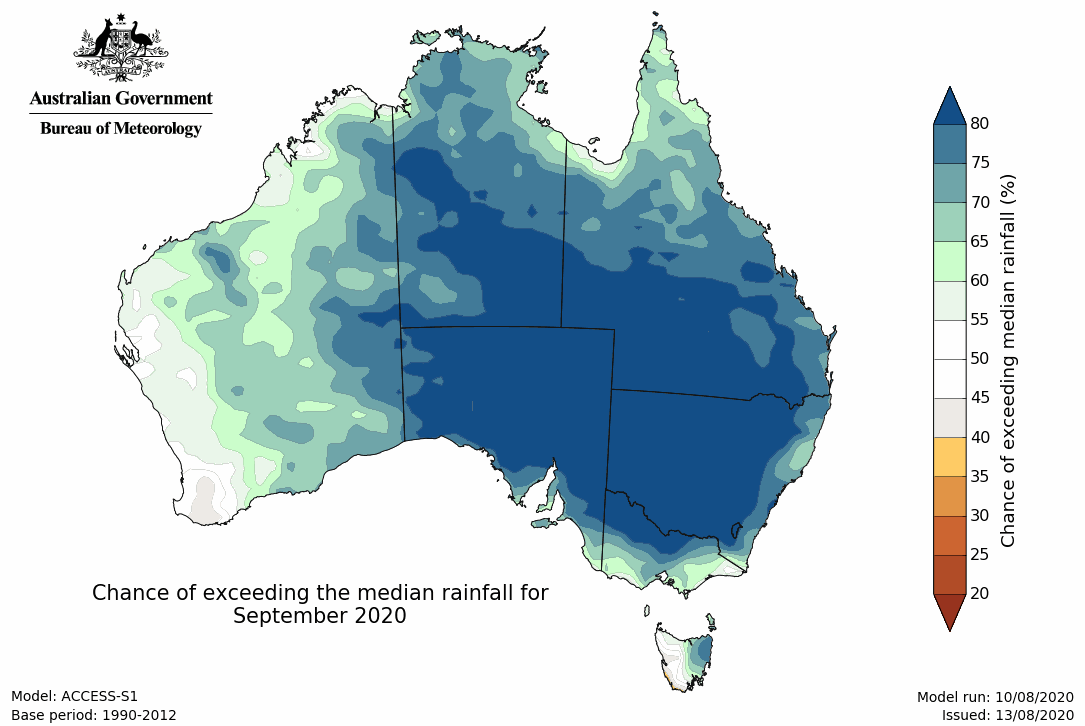 Australian Government
Bureau of Meteorology
80
75
70
65
60
55
50
45
40
35
30
25
20
Chance of exceeding median rainfall (%)
Chance of exceeding the median rainfall for
September 2020
Model: ACCESS-S1
Base period: 1990-2012
Model run: 10/08/2020
Issued: 13/08/2020